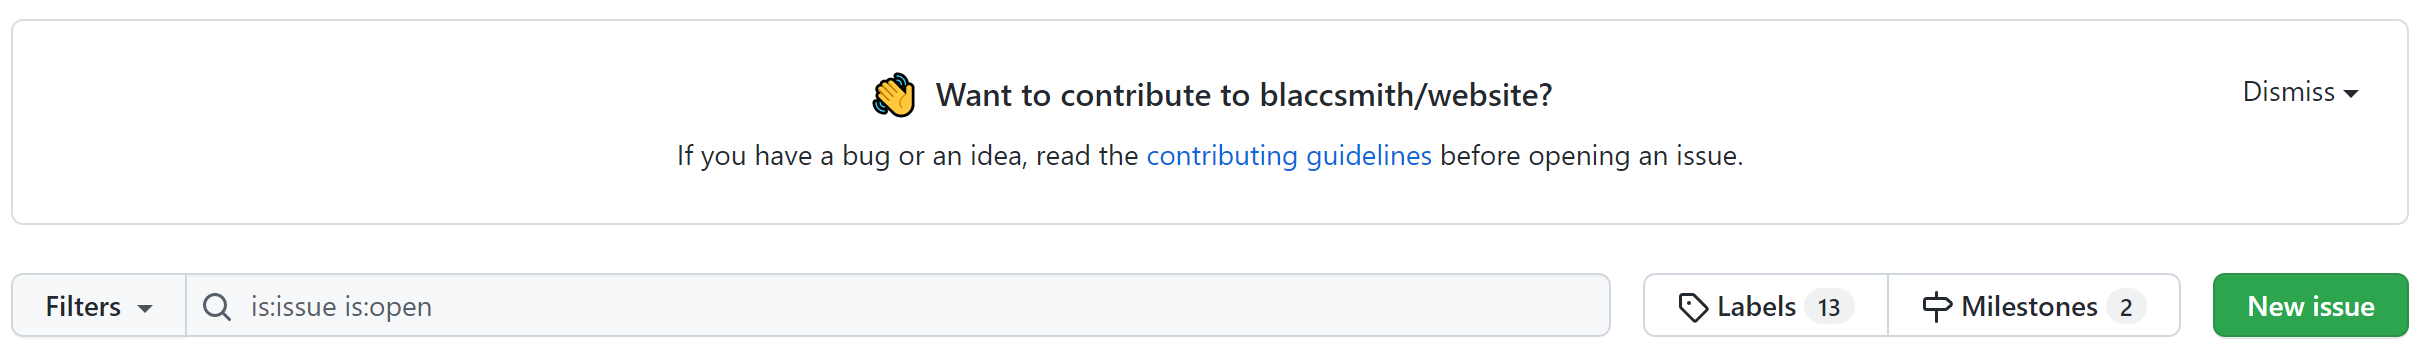 Want to contribute to blaccsmith/website?
Dismiss
If you have a bug or an idea, read the contributing guidelines before opening an issue.
Filters is:issue is:open Labels 13 Milestones 2 New issue